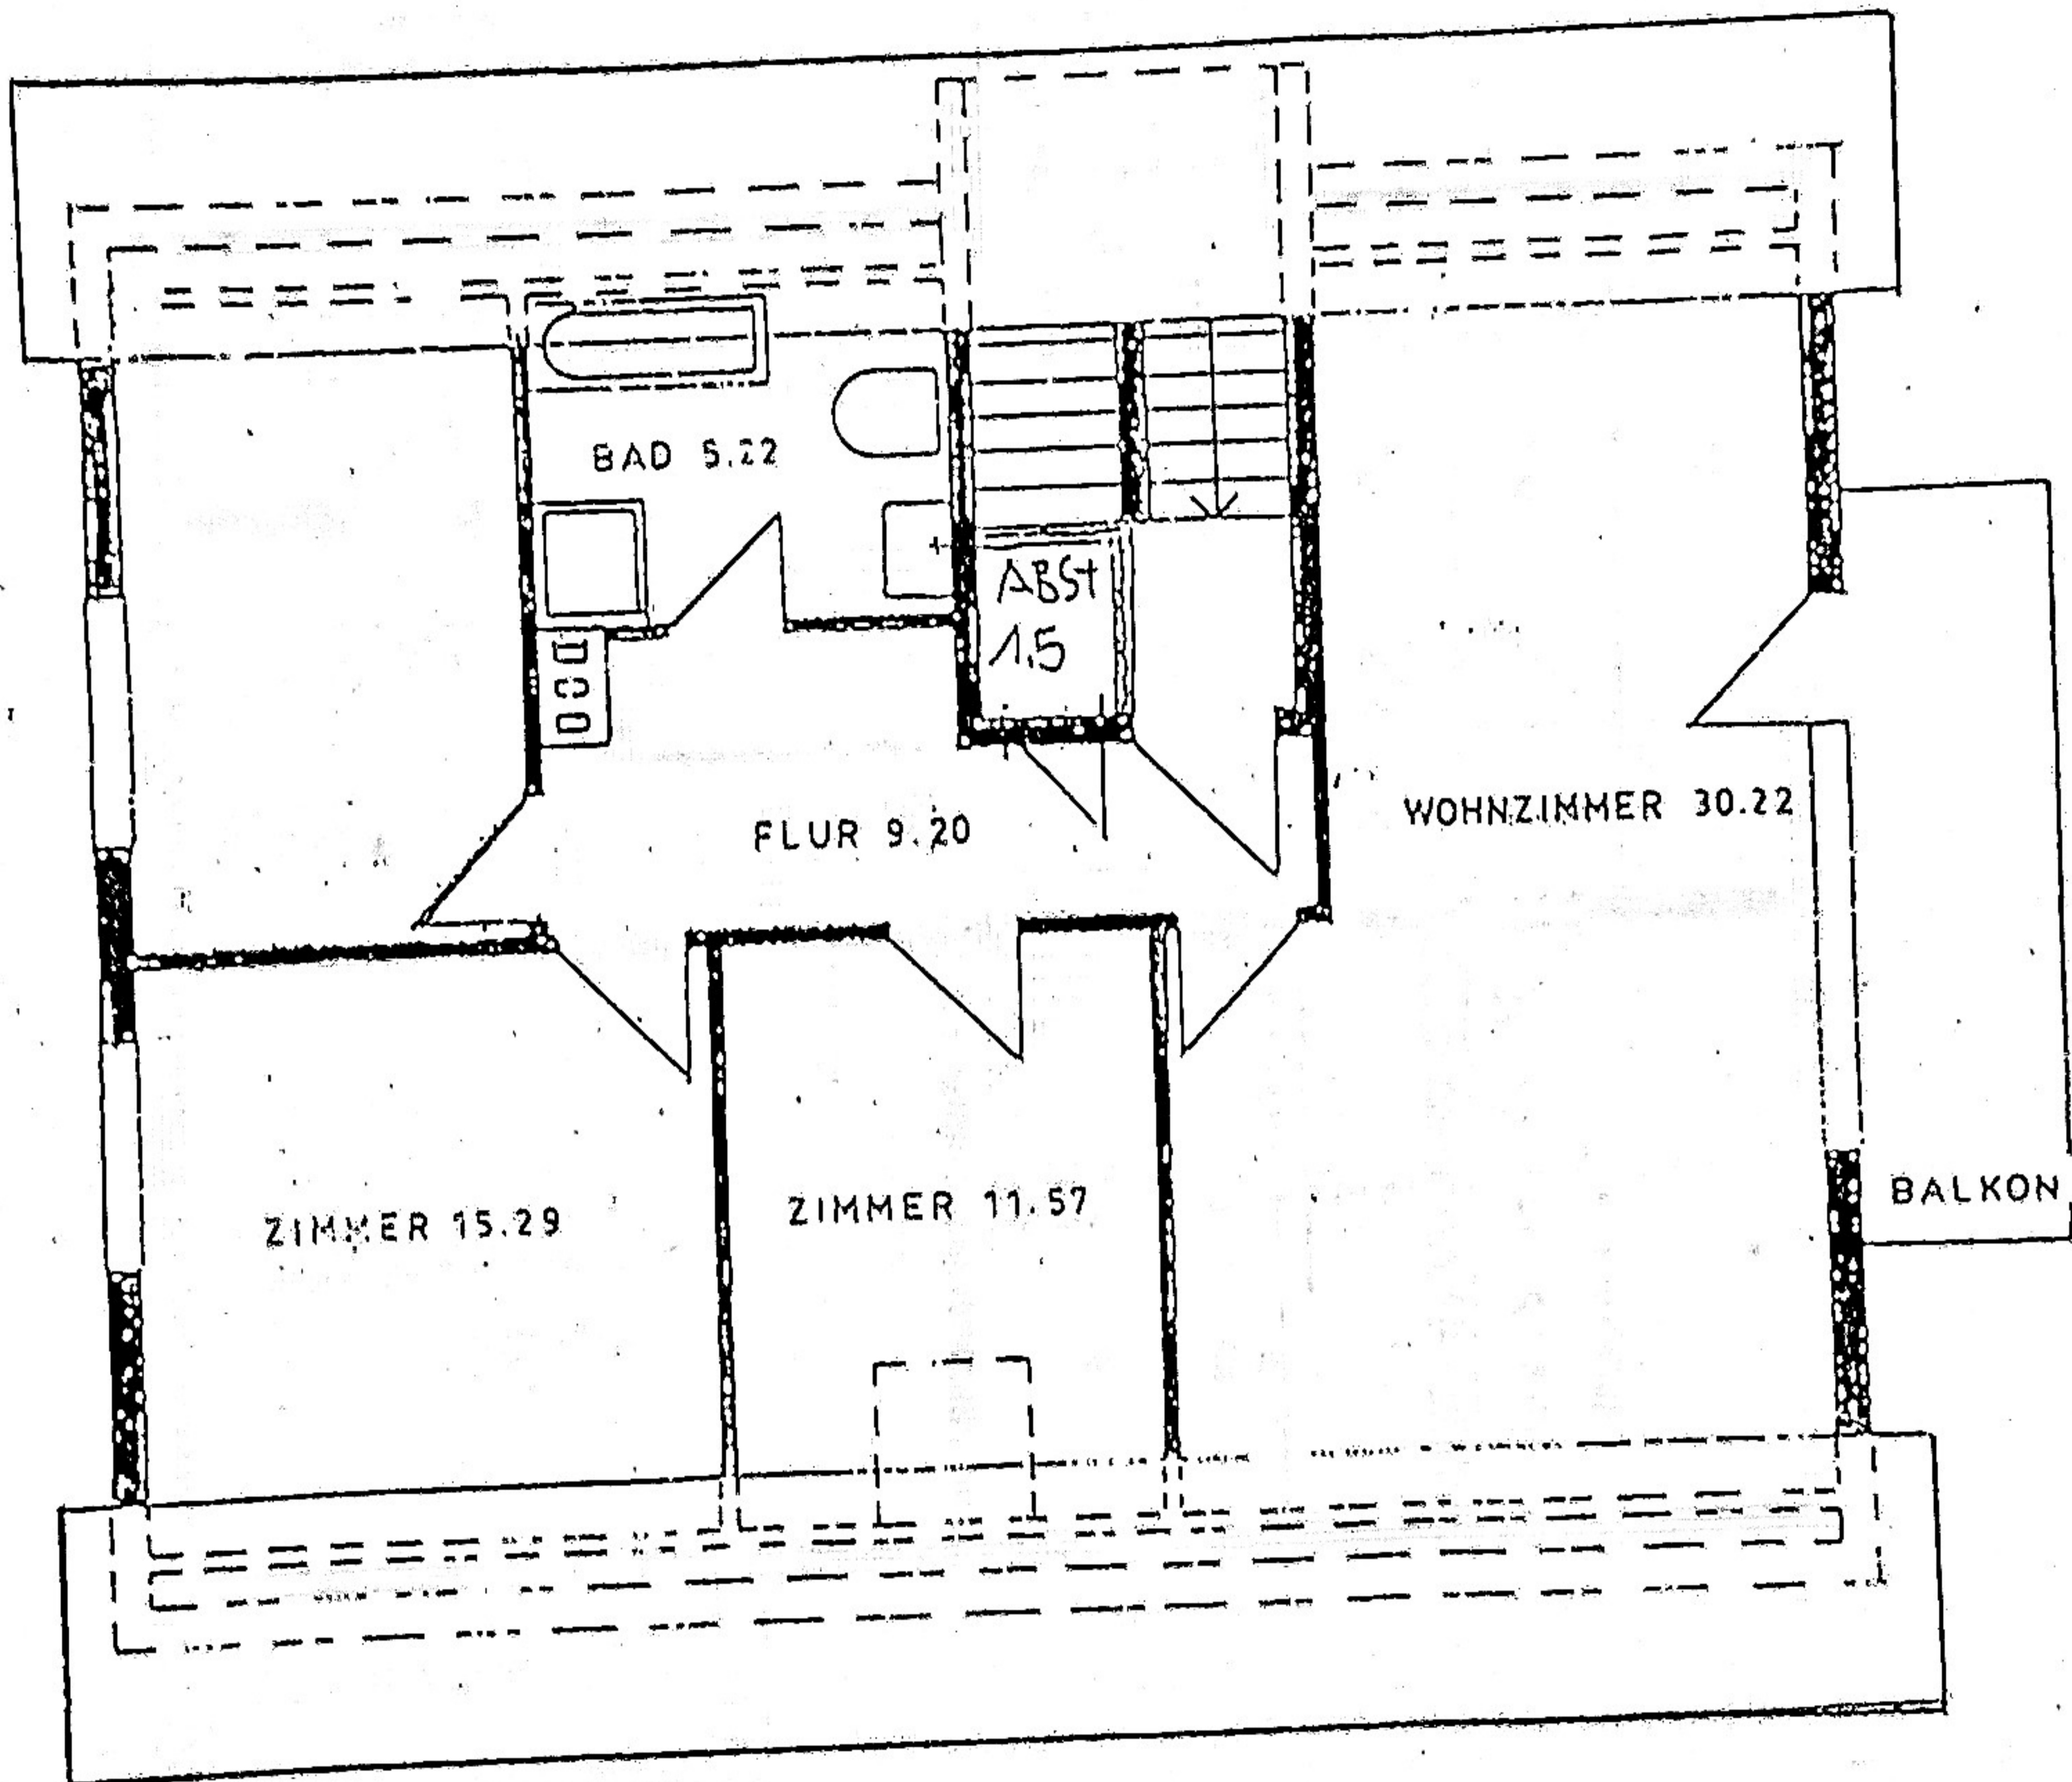 BAD 5.22
ABSt
1.5
WOHNZIMMER 30.22
FLUR 9.20
BALKON
ZIMMER 15.29
ZIMMER 11.57